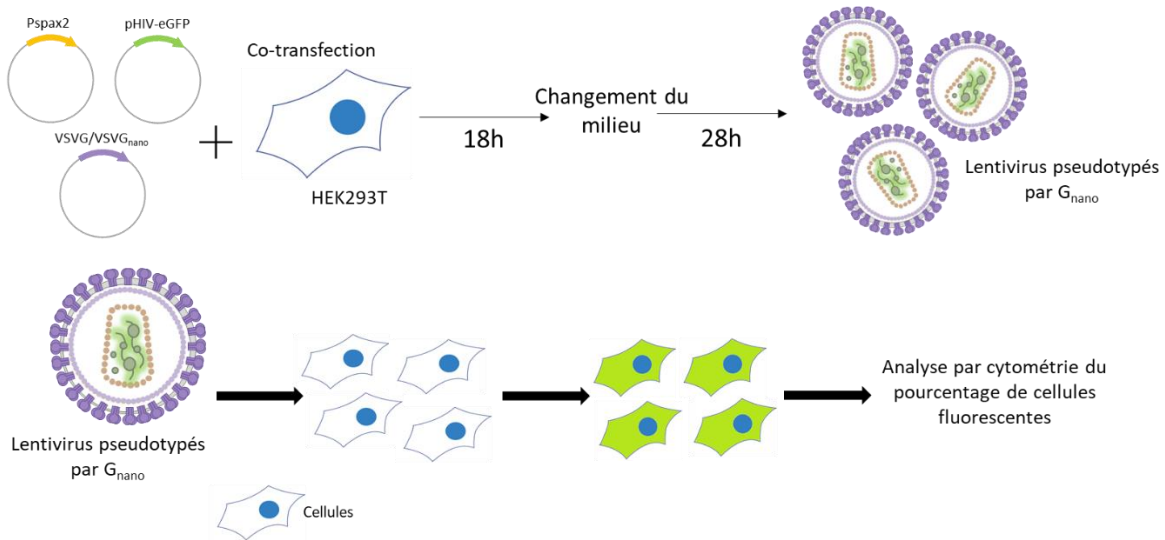 Pspax2
pHIV-eGFP
VSVG/VSVGnano
Co-transfection
HEK293T
18h
Changement du
milieu
28h
Lentivirus pseudotypés
par Gnano
Lentivirus pseudotypés
par Gnano
Cellules
Analyse par cytométrie du
pourcentage de cellules
fluorescentes